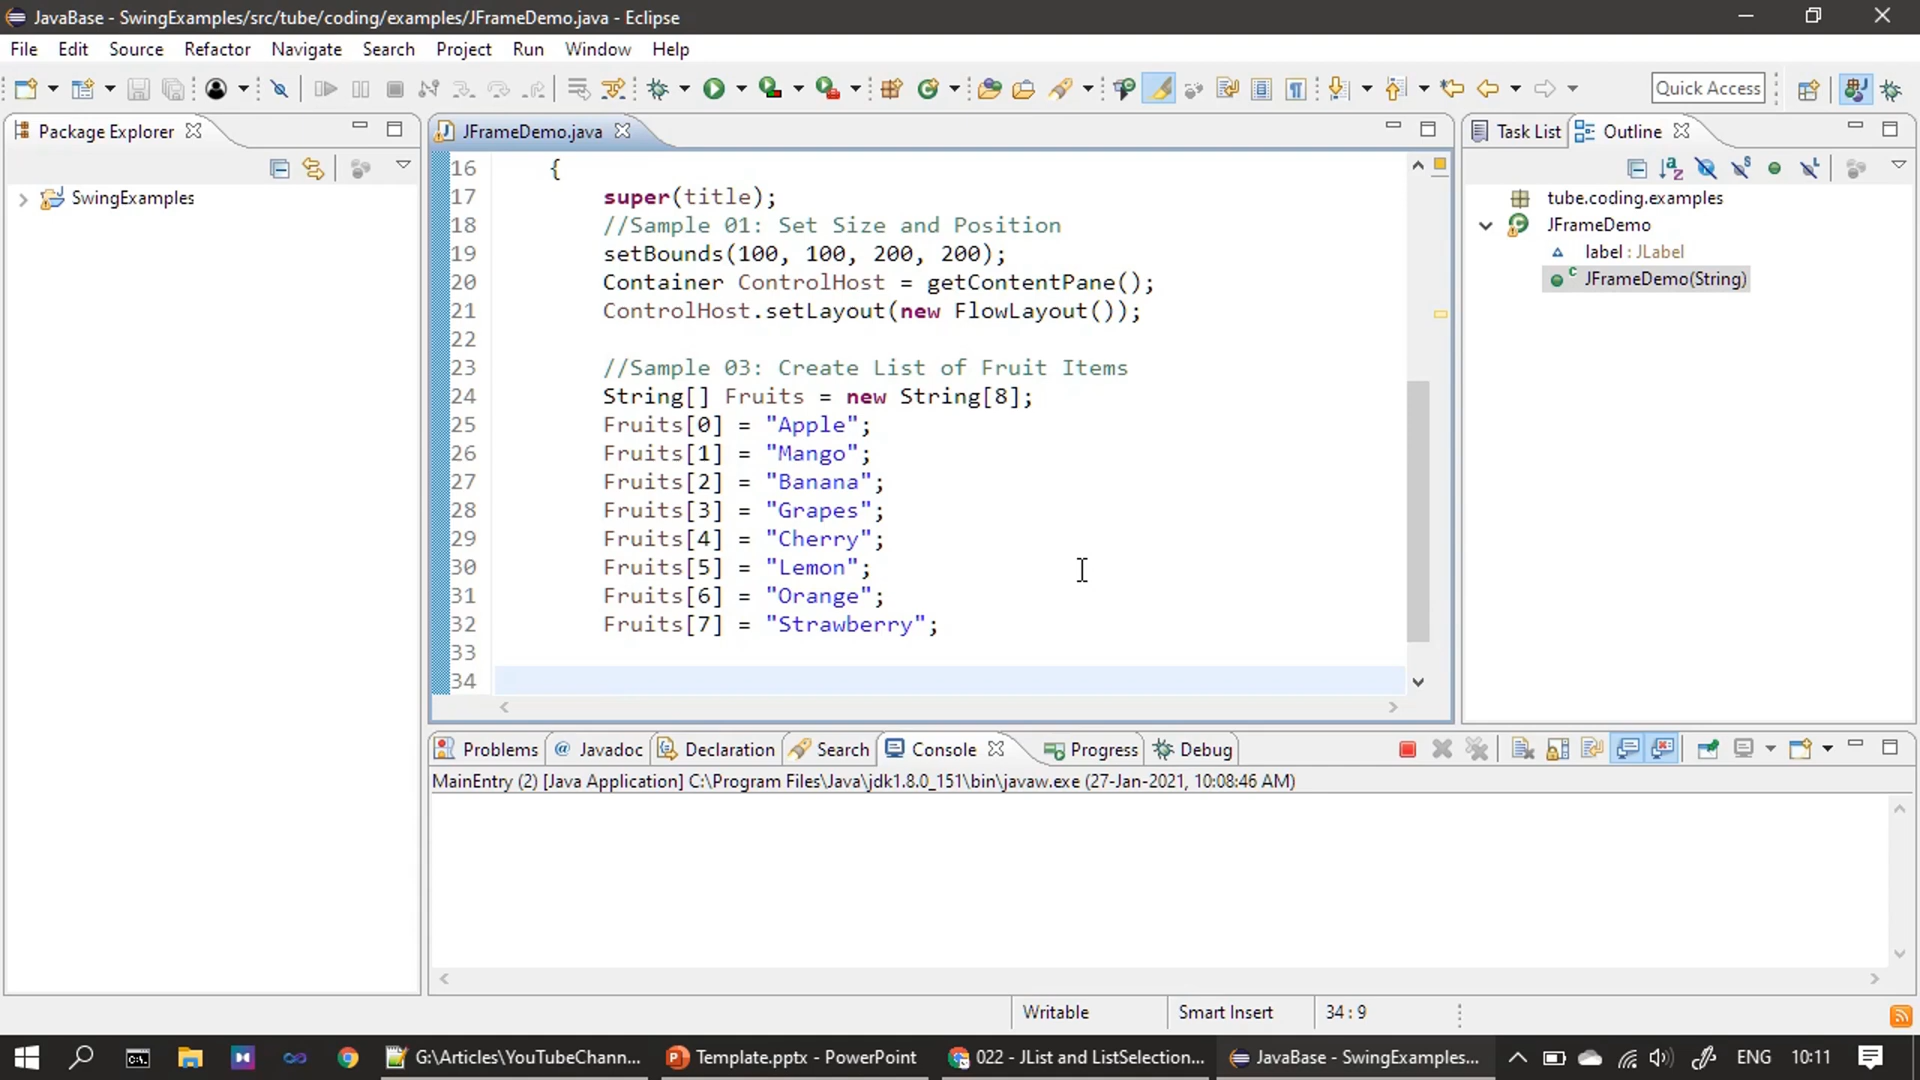 JavaBase - SwingExamples/src/tube/coding/examples/JFrameDemo.java - Eclipse
File Edit Source Refactor Navigate Search Project Run Window Help
Quick Access
Package Explorer
SwingExamples
JFrameDemo.java
16 {
17 super(title);
18 //Sample 01: Set Size and Position
19 setBounds(100, 100, 200, 200);
20 Container ControlHost = getContentPane();
21 ControlHost.setLayout(new FlowLayout());
22
23 //Sample 03: Create List of Fruit Items
24 String[] Fruits = new String[8];
25 Fruits[0] = "Apple";
26 Fruits[1] = "Mango";
27 Fruits[2] = "Banana";
28 Fruits[3] = "Grapes";
29 Fruits[4] = "Cherry";
30 Fruits[5] = "Lemon";
31 Fruits[6] = "Orange";
32 Fruits[7] = "Strawberry";
33
34
Task List Outline
tube.coding.examples
JFrameDemo
label : JLabel
JFrameDemo(String)
Problems Javadoc Declaration Search Console Progress Debug
MainEntry (2) [Java Application] C:\Program Files\Java\jdk1.8.0_151\bin\javaw.exe (27-Jan-2021, 10:08:46 AM)
Writable Smart Insert 34 : 9
G:\Articles\YouTubeChann... Template.pptx - PowerPoint 022 - JList and ListSelection... JavaBase - SwingExamples... ENG 10:11